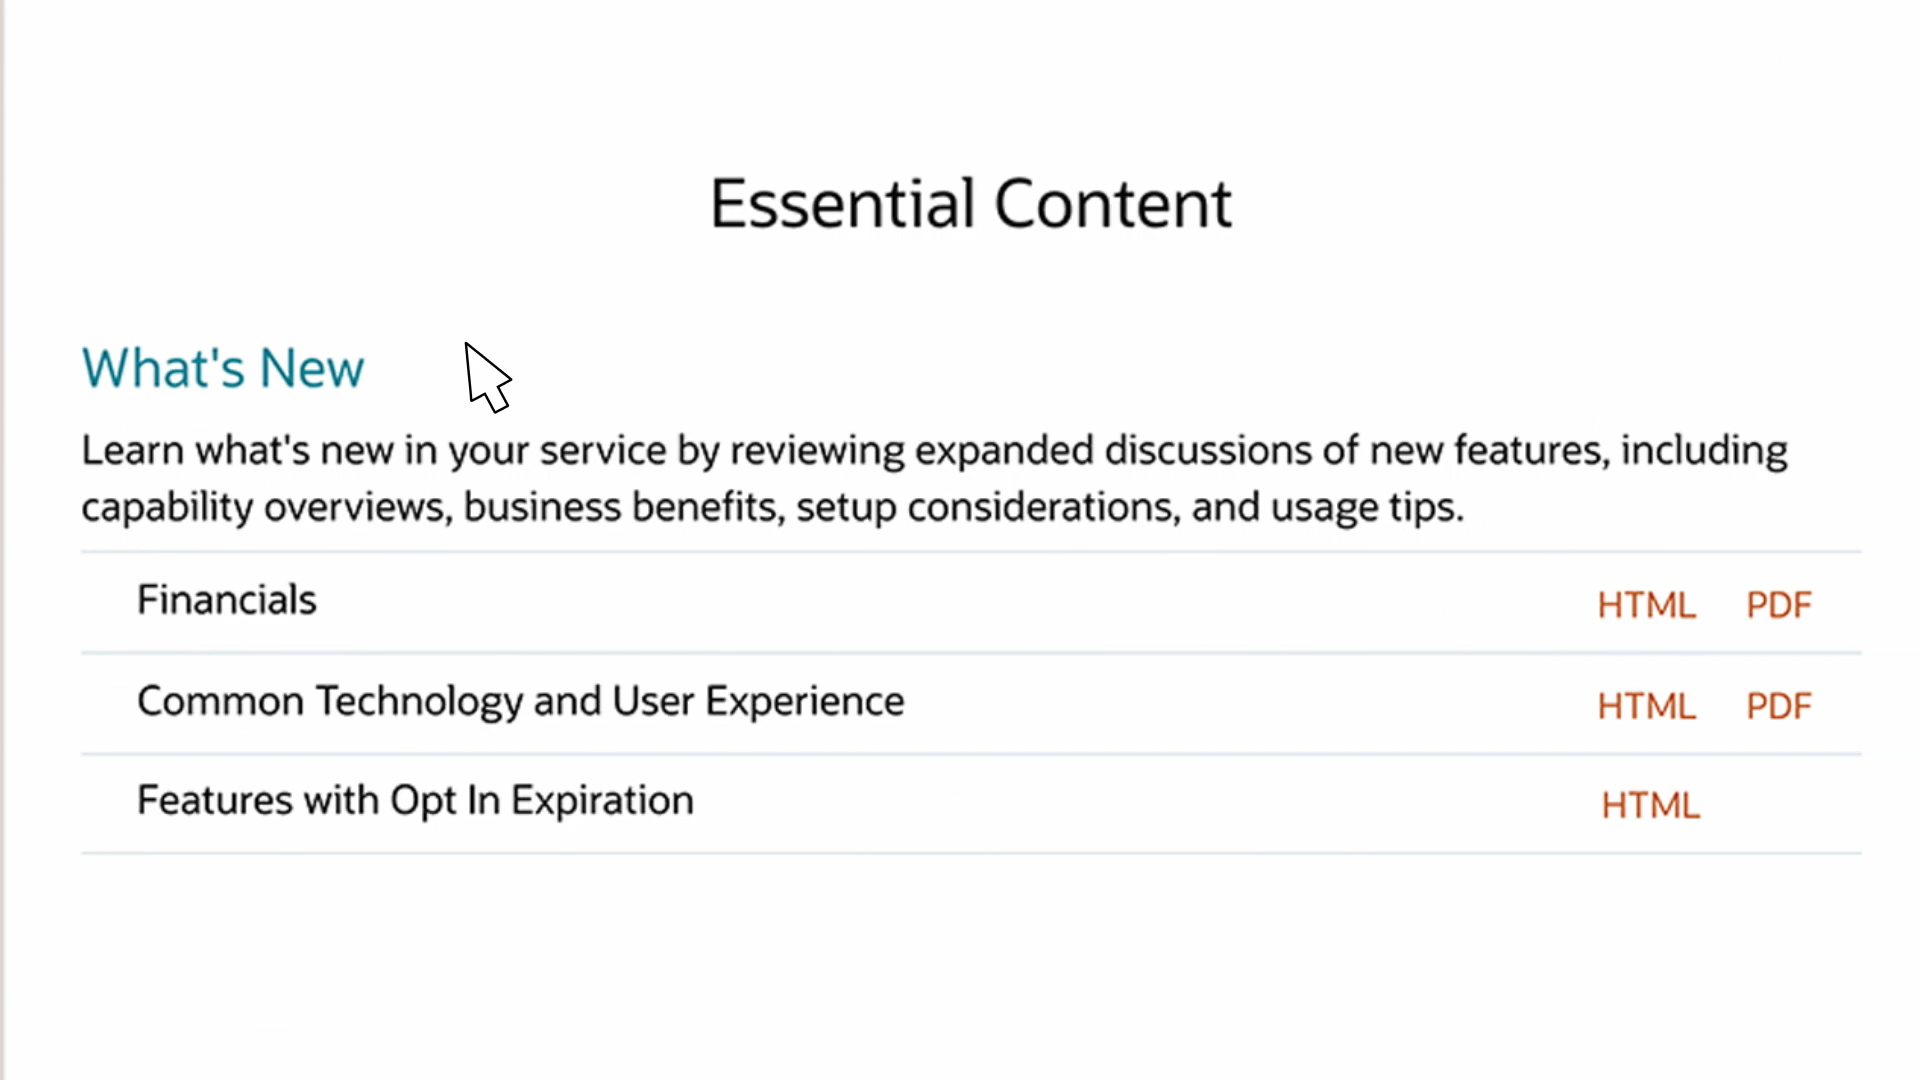 Essential Content
What's New
Learn what's new in your service by reviewing expanded discussions of new features, including
capability overviews, business benefits, setup considerations, and usage tips.
Financials HTML PDF
Common Technology and User Experience HTML PDF
Features with Opt In Expiration HTML